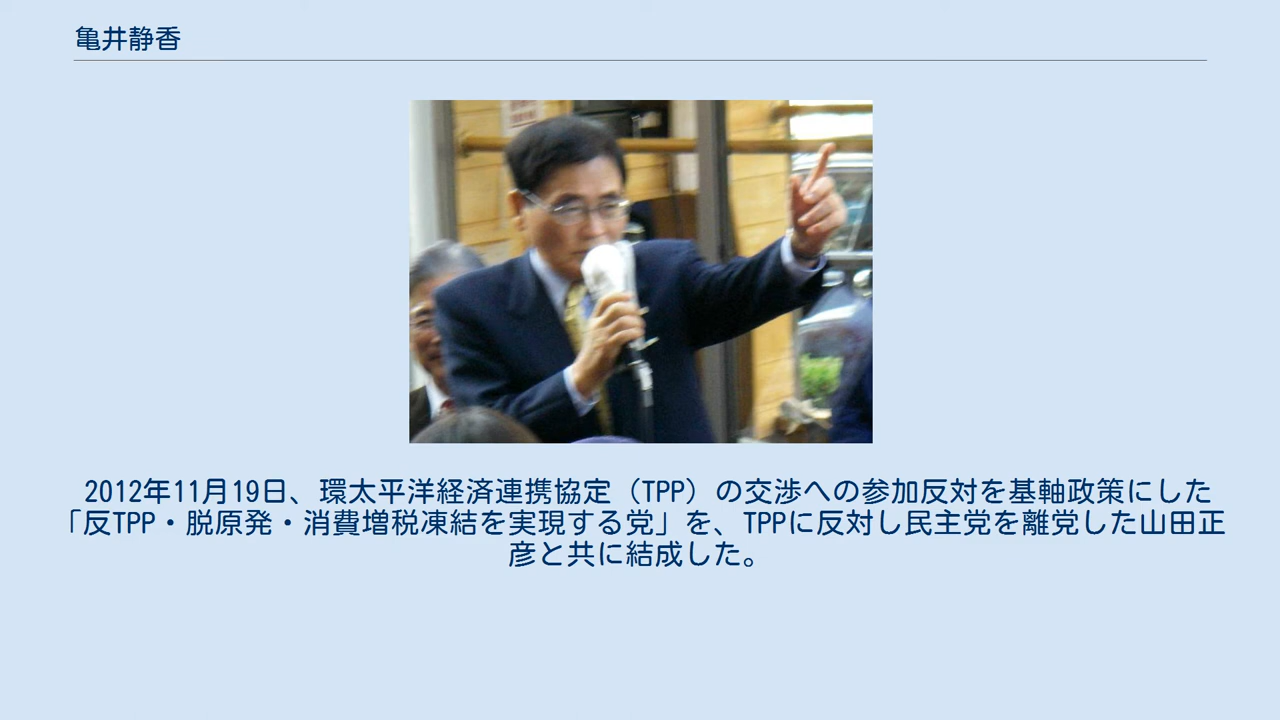 亀井静香
2012年11月19日、環太平洋経済連携協定（TPP）の交渉への参加反対を基軸政策にした
「反TPP・脱原発・消費増税凍結を実現する党」を、TPPに反対し民主党を離党した山田正
彦と共に結成した。